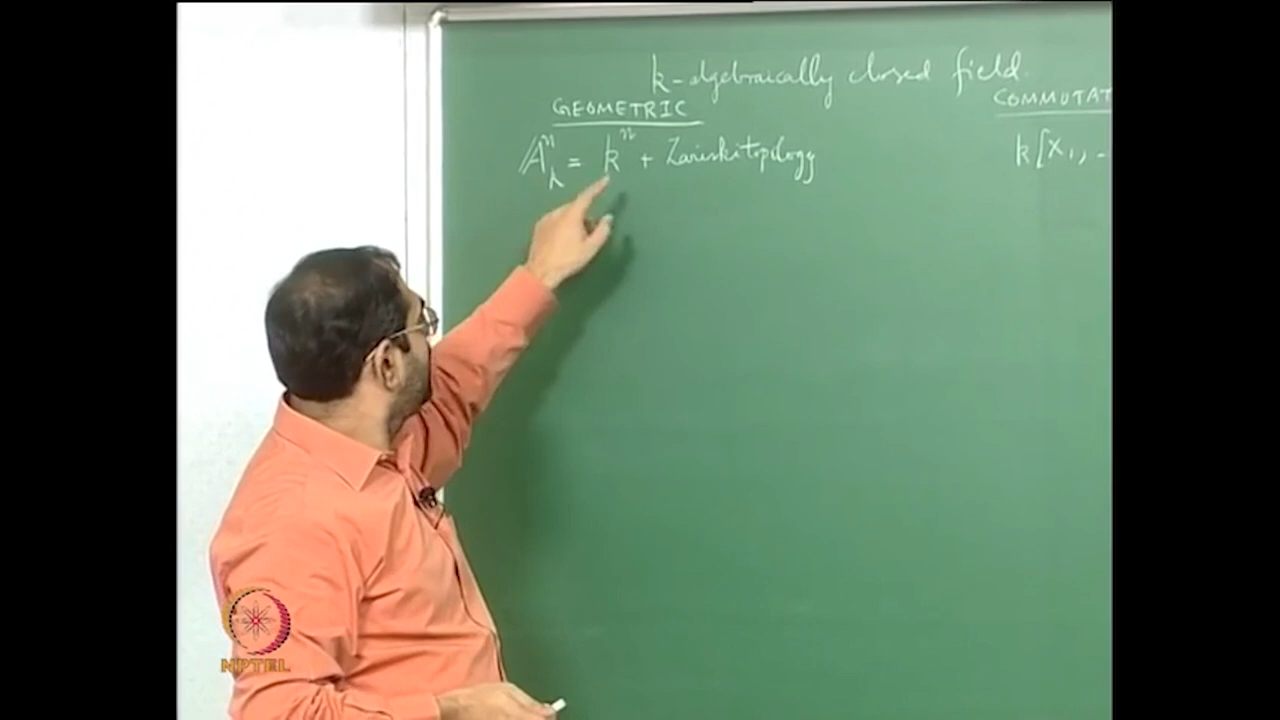 k-algebraically closed field.
GEOMETRIC
COMMUTAT
𝔸ⁿₖ = kⁿ + Zariski topology
k[X₁, -
NPTEL